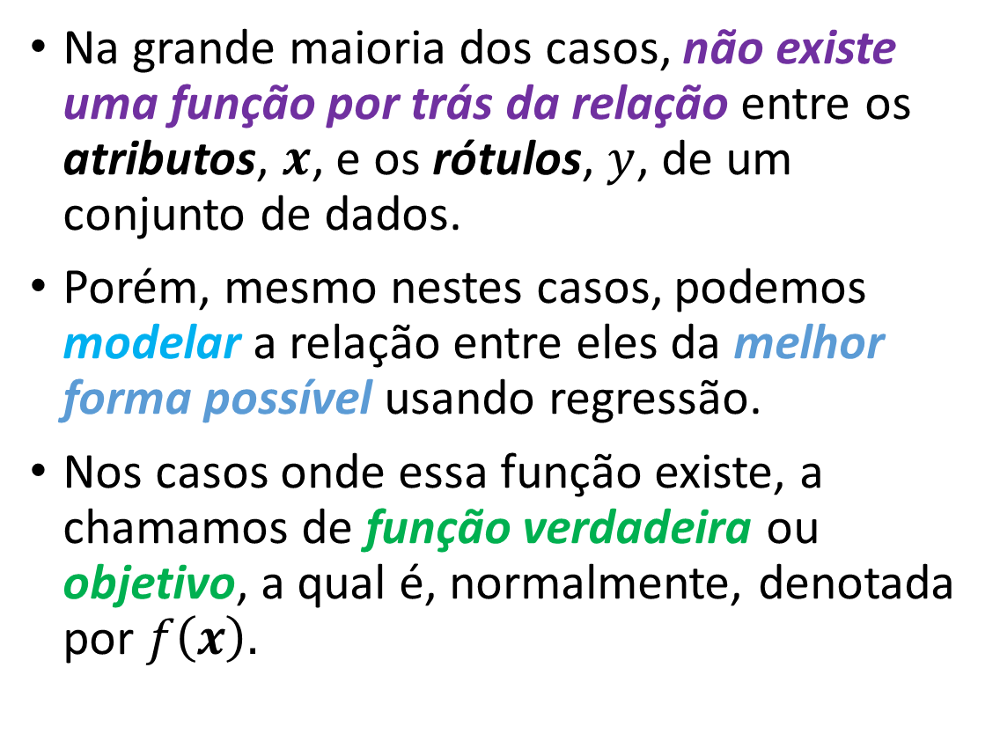 • Na grande maioria dos casos, não existe
uma função por trás da relação entre os
atributos, x, e os rótulos, y, de um
conjunto de dados.
• Porém, mesmo nestes casos, podemos
modelar a relação entre eles da melhor
forma possível usando regressão.
• Nos casos onde essa função existe, a
chamamos de função verdadeira ou
objetivo, a qual é, normalmente, denotada
por f(x).